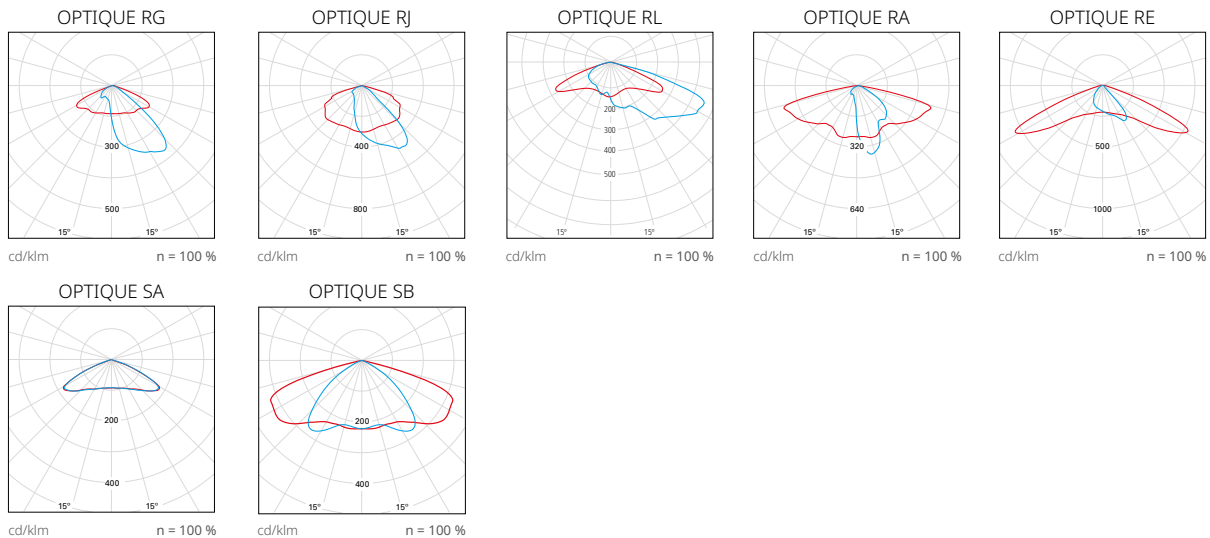 OPTIQUE RG
300
500
15° 15°
cd/klm n = 100 %
OPTIQUE RJ
400
800
15° 15°
cd/klm n = 100 %
OPTIQUE RL
200
300
400
500
15° 15°
cd/klm n = 100 %
OPTIQUE RA
320
640
15° 15°
cd/klm n = 100 %
OPTIQUE RE
500
1000
15° 15°
cd/klm n = 100 %
OPTIQUE SA
200
400
15° 15°
cd/klm n = 100 %
OPTIQUE SB
200
400
15° 15°
cd/klm n = 100 %